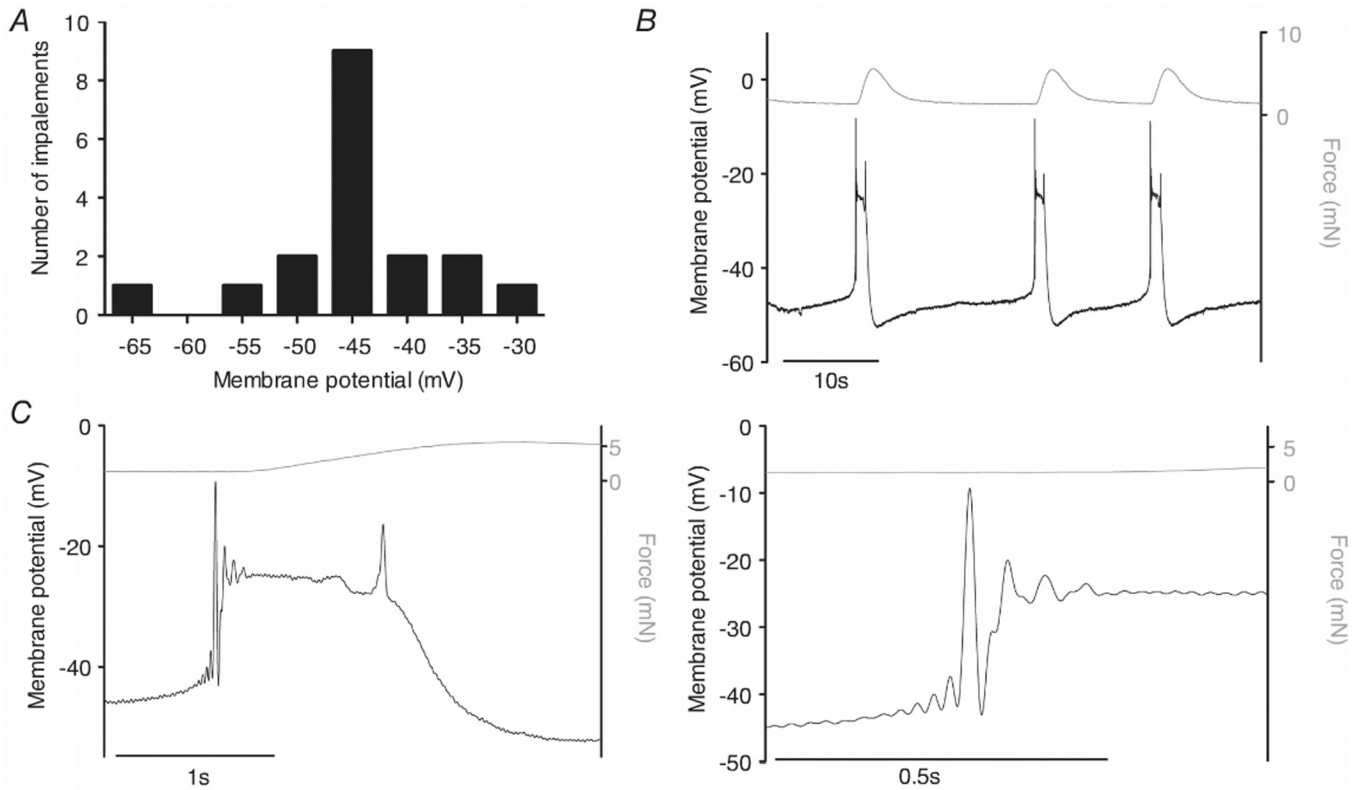 A
Number of impalements
10
8
6
4
2
0
-65 -60 -55 -50 -45 -40 -35 -30
Membrane potential (mV)
B
Membrane potential (mV)
0
-20
-40
-60
10
0
Force (mN)
10s
C
Membrane potential (mV)
0
-20
-40
5
0
Force (mN)
1s
Membrane potential (mV)
0
-10
-20
-30
-40
-50
5
0
Force (mN)
0.5s